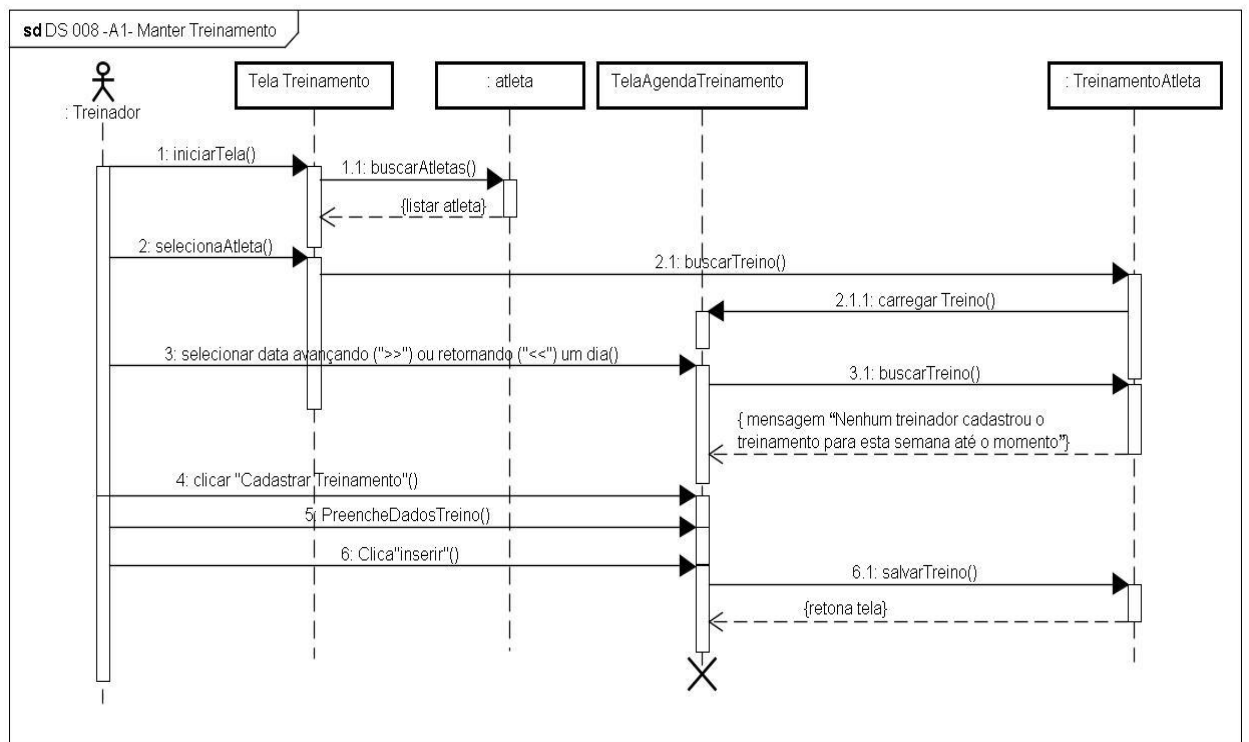 sd DS 008 -A1- Manter Treinamento
: Treinador
Tela Treinamento
: atleta
TelaAgendaTreinamento
: TreinamentoAtleta
1: iniciarTela()
1.1: buscarAtletas()
{listar atleta}
2: selecionaAtleta()
2.1: buscarTreino()
2.1.1: carregar Treino()
3: selecionar data avançando (">>") ou retornando ("<<") um dia()
3.1: buscarTreino()
{ mensagem “Nenhum treinador cadastrou o
treinamento para esta semana até o momento”}
4: clicar "Cadastrar Treinamento"()
5: PreencheDadosTreino()
6: Clica"inserir"()
6.1: salvarTreino()
{retona tela}